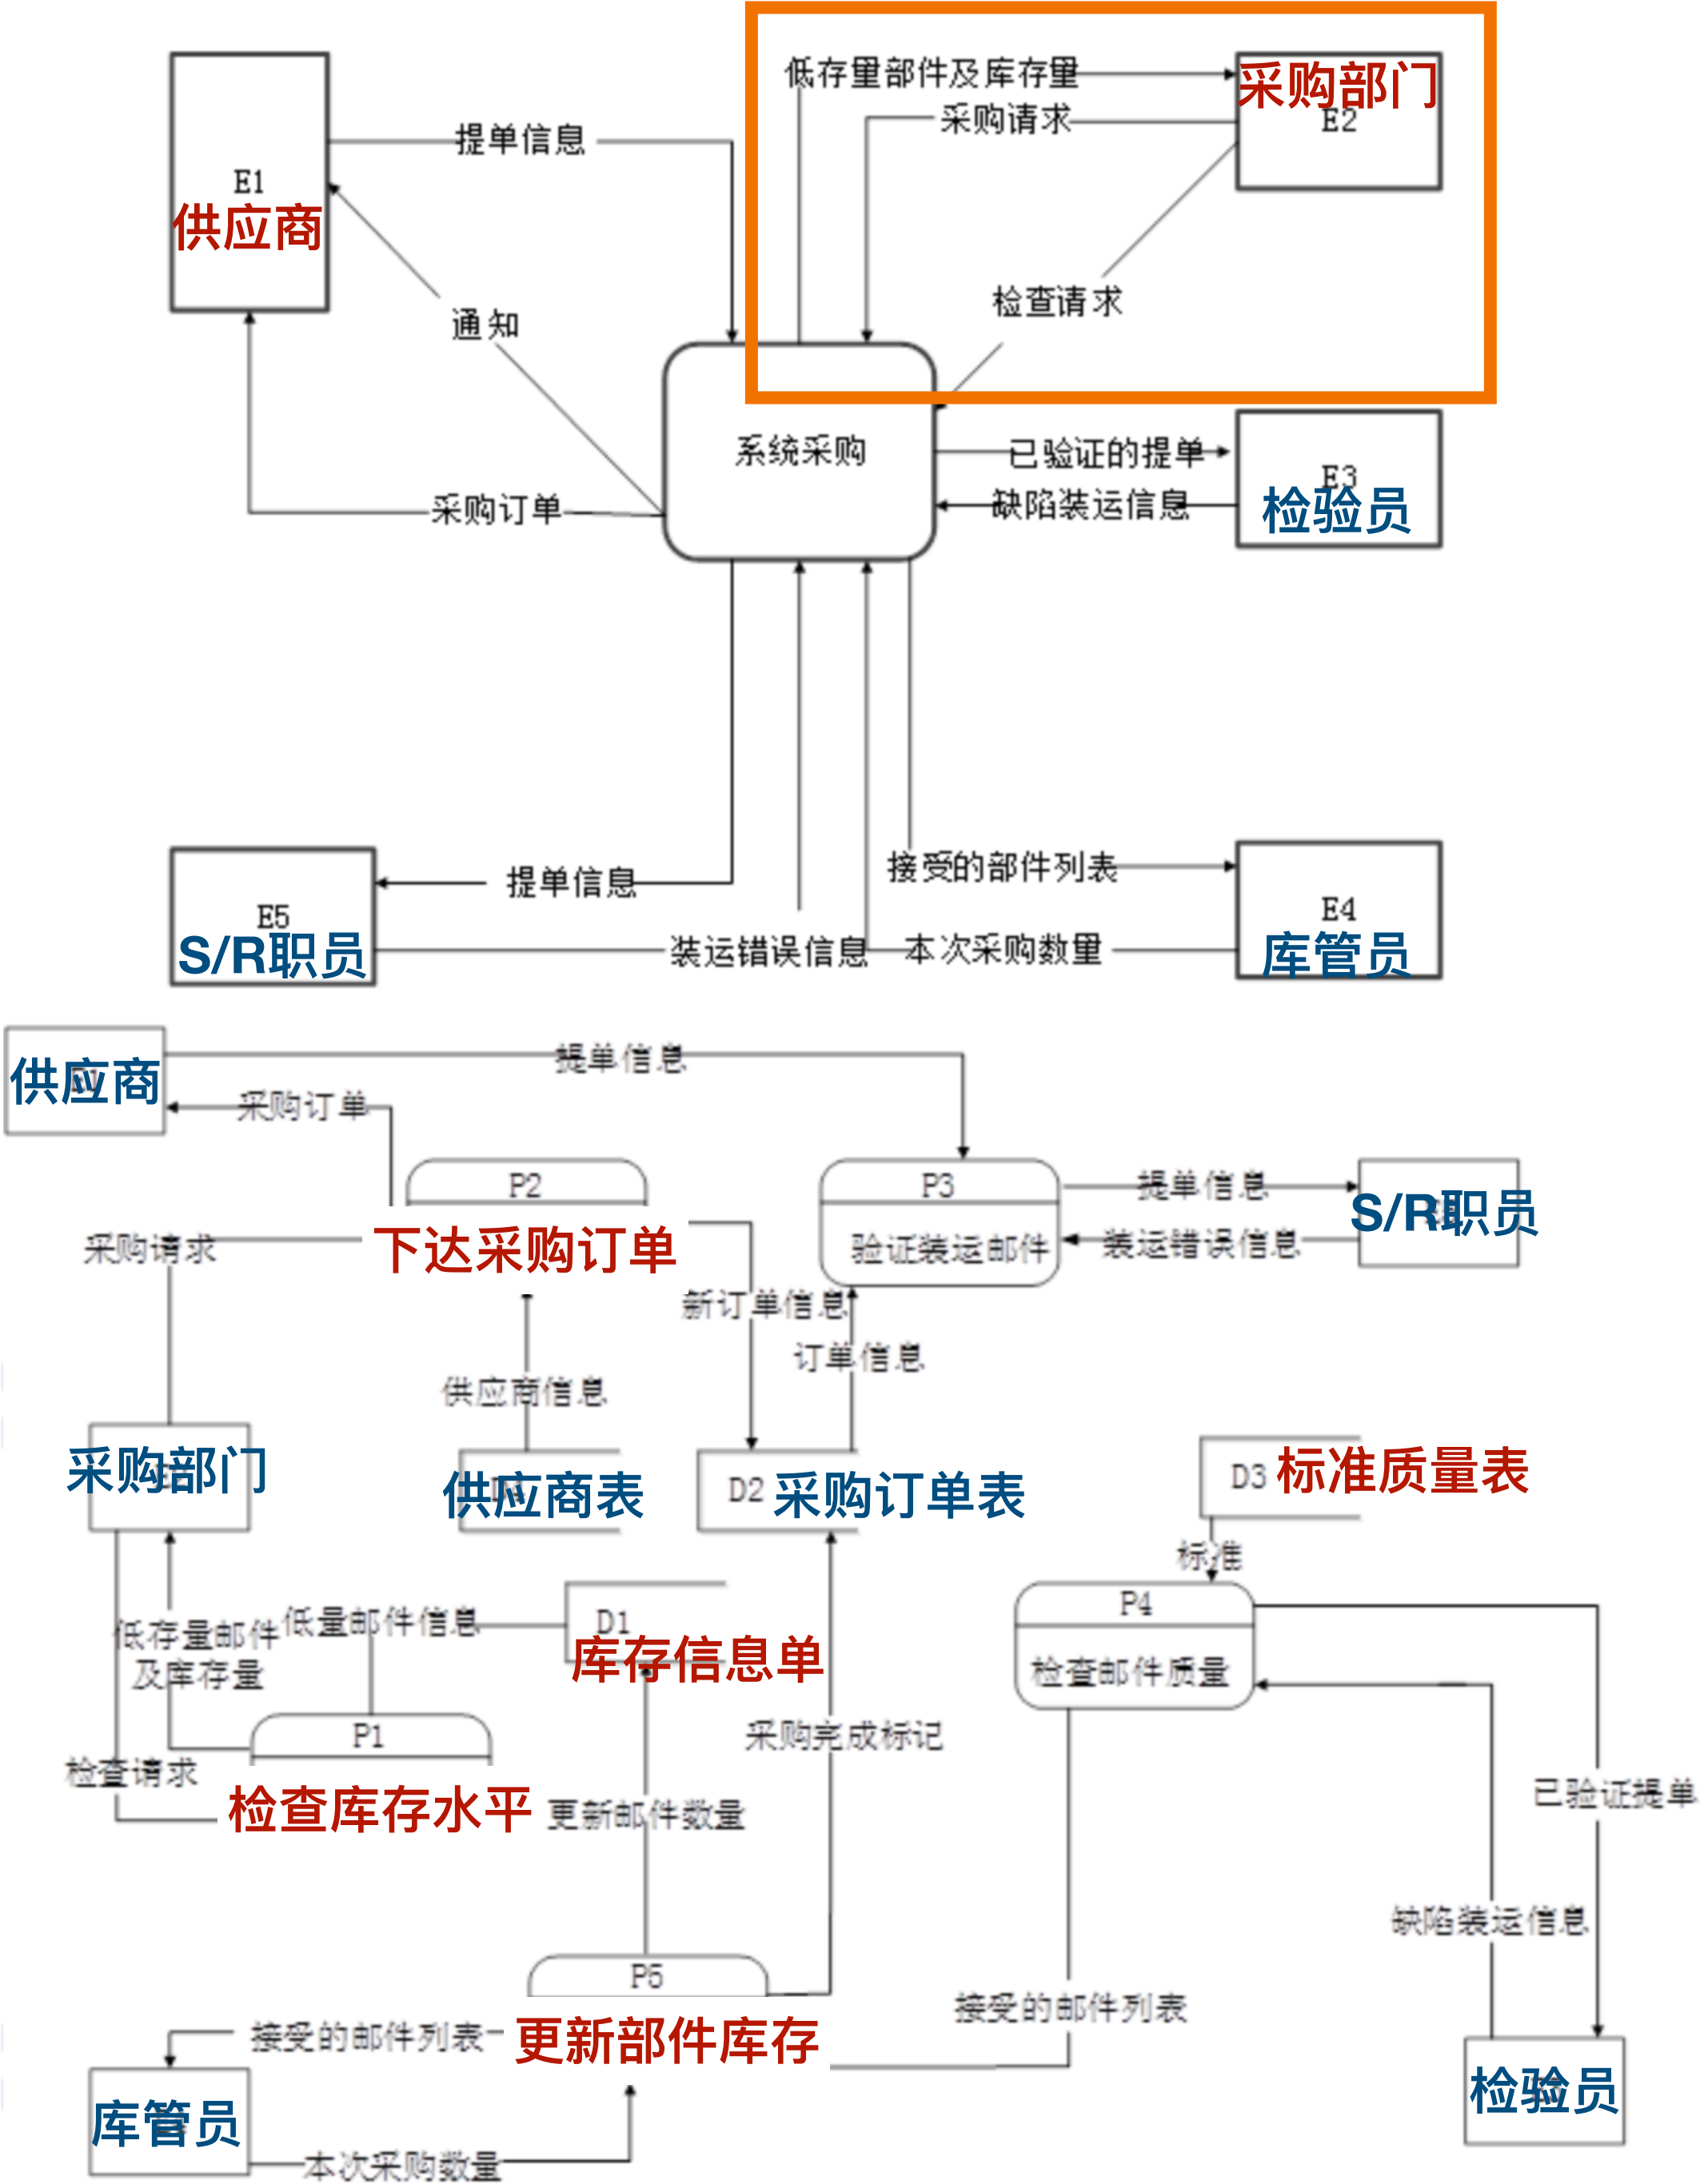 低存量部件及库存量
采购部门
E2
采购请求
提单信息
E1
供应商
检查请求
通知
系统采购
已验证的提单
E3
检验员
缺陷装运信息
采购订单
接受的部件列表
提单信息
E5
S/R职员
E4
库管员
装运错误信息
本次采购数量
供应商
提单信息
采购订单
P2
下达采购订单
P3
验证装运邮件
提单信息
S/R职员
装运错误信息
采购请求
新订单信息
订单信息
供应商信息
采购部门
供应商表
D2
采购订单表
D3
标准质量表
标准
低存量邮件
及库存量
低量邮件信息
D1
库存信息单
P4
检查邮件质量
P1
检查库存水平
检查请求
采购完成标记
更新邮件数量
已验证提单
缺陷装运信息
P5
更新部件库存
接受的邮件列表
接受的邮件列表
库管员
检验员
本次采购数量